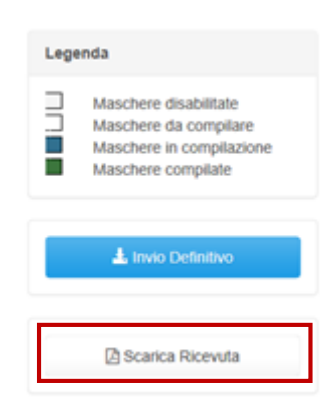 Legenda
Maschere disabilitate
Maschere da compilare
Maschere in compilazione
Maschere compilate
Invio Definitivo
Scarica Ricevuta